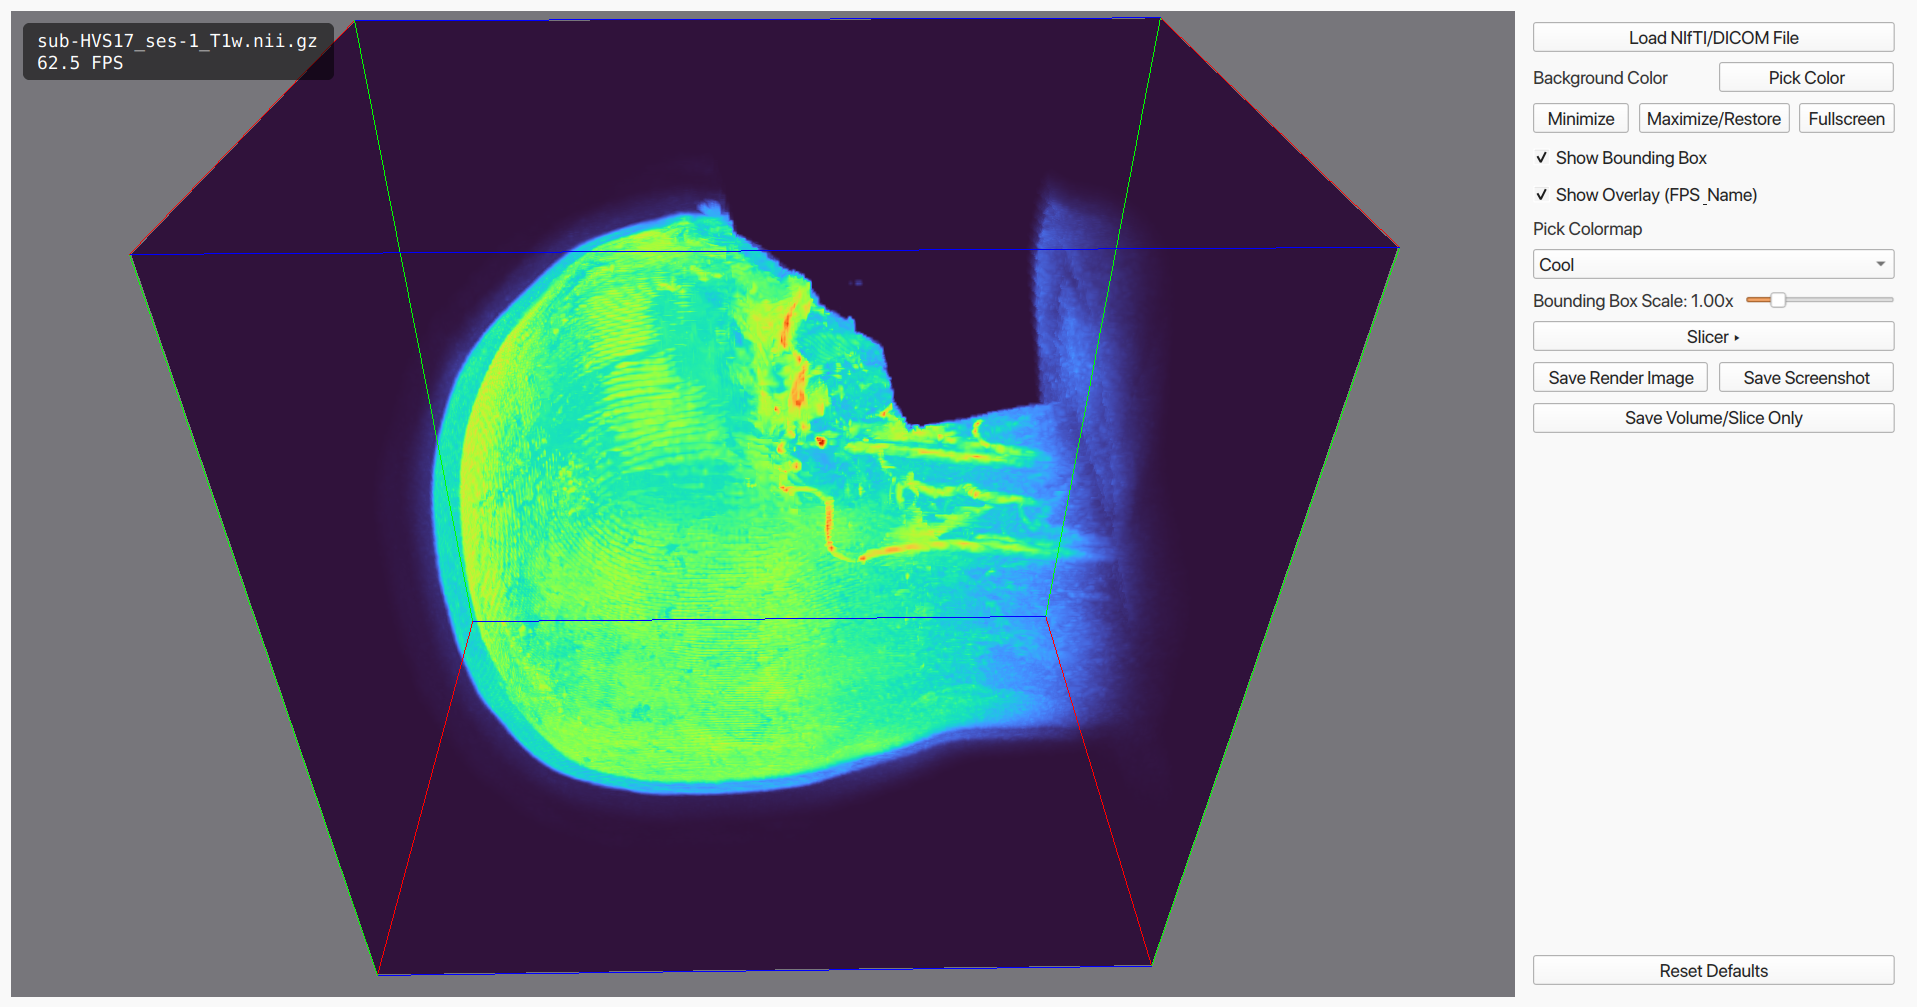 sub-HVS17_ses-1_T1w.nii.gz
62.5 FPS
Load NIfTI/DICOM File
Background Color
Pick Color
Minimize
Maximize/Restore
Fullscreen
Show Bounding Box
Show Overlay (FPS_Name)
Pick Colormap
Cool
Bounding Box Scale: 1.00x
Slicer ▸
Save Render Image
Save Screenshot
Save Volume/Slice Only
Reset Defaults